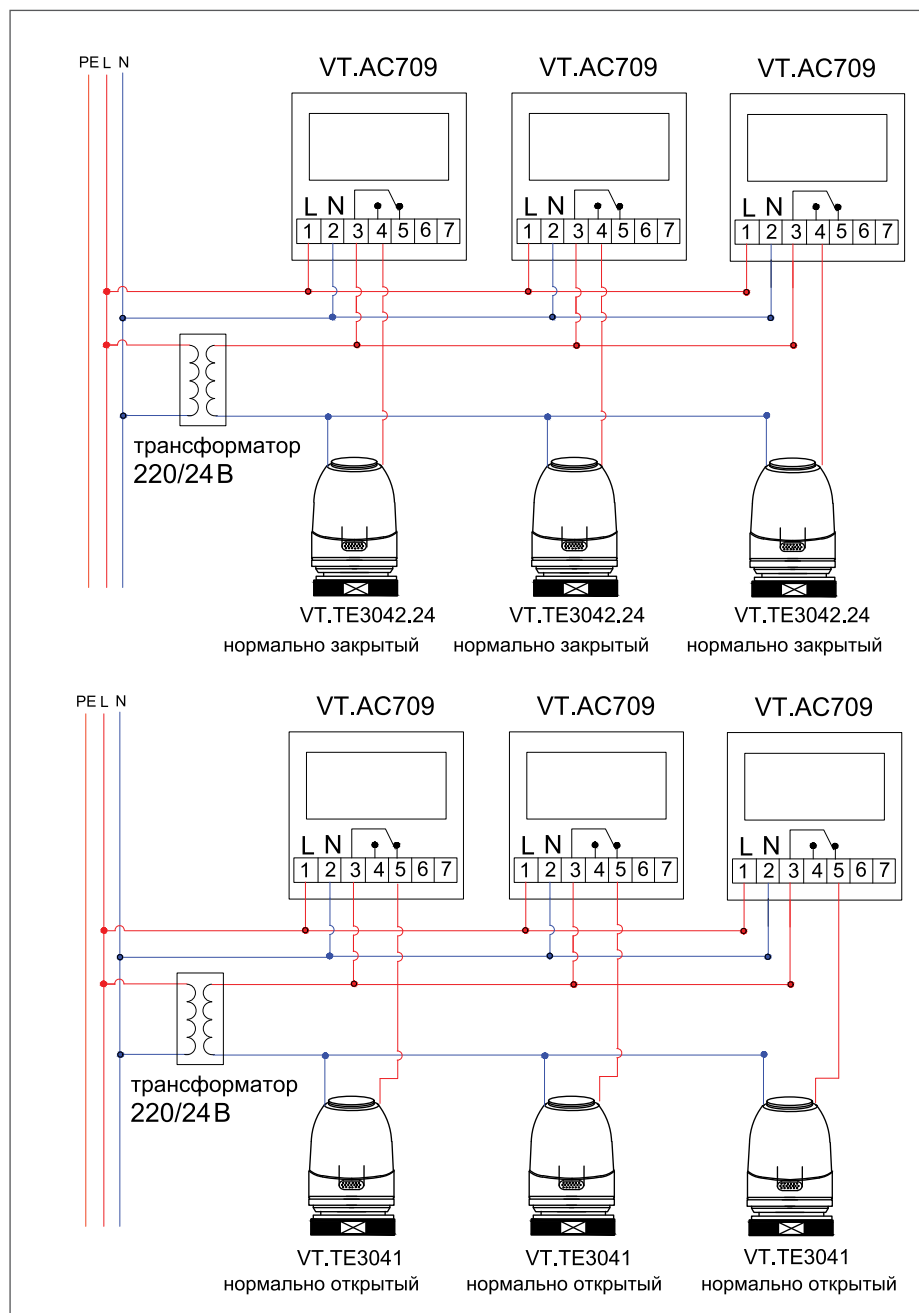 PE L N
VT.AC709 VT.AC709 VT.AC709
L N L N L N
1 2 3 4 5 6 7 1 2 3 4 5 6 7 1 2 3 4 5 6 7
трансформатор
220/24 В
VT.TE3042.24 VT.TE3042.24 VT.TE3042.24
нормально закрытый нормально закрытый нормально закрытый
PE L N
VT.AC709 VT.AC709 VT.AC709
L N L N L N
1 2 3 4 5 6 7 1 2 3 4 5 6 7 1 2 3 4 5 6 7
трансформатор
220/24 В
VT.TE3041 VT.TE3041 VT.TE3041
нормально открытый нормально открытый нормально открытый